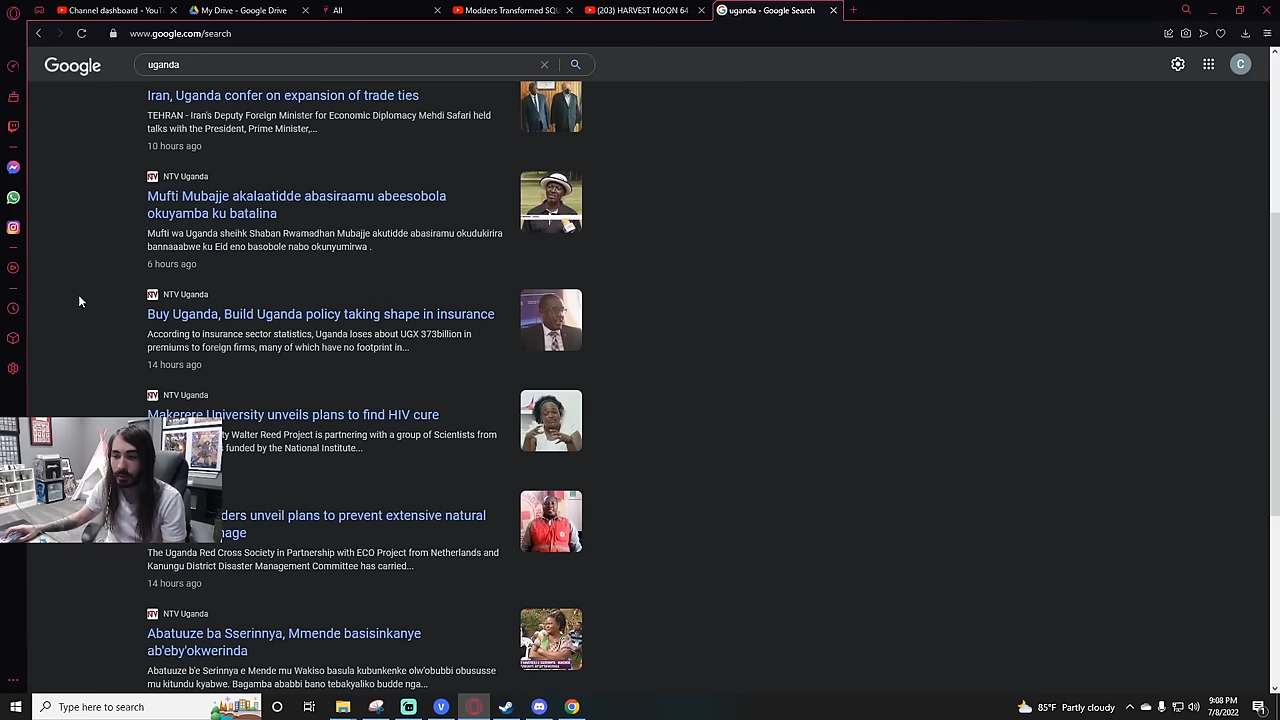 Channel dashboard - YouT
My Drive - Google Drive
All
Modders Transformed SQU
(203) HARVEST MOON 64
uganda - Google Search
www.google.com/search
Google
uganda
C
Iran, Uganda confer on expansion of trade ties
TEHRAN - Iran's Deputy Foreign Minister for Economic Diplomacy Mehdi Safari held
talks with the President, Prime Minister,...
10 hours ago
NTV Uganda
Mufti Mubajje akalaatidde abasiraamu abeesobola
okuyamba ku batalina
Mufti wa Uganda sheihk Shaban Rwamadhan Mubajje akutidde abasiramu okudukirira
bannaabwe ku Eid eno basobole nabo okunyumirwa .
6 hours ago
NTV Uganda
Buy Uganda, Build Uganda policy taking shape in insurance
According to insurance sector statistics, Uganda loses about UGX 373billion in
premiums to foreign firms, many of which have no footprint in...
14 hours ago
NTV Uganda
Makerere University unveils plans to find HIV cure
ty Walter Reed Project is partnering with a group of Scientists from
funded by the National Institute...
ders unveil plans to prevent extensive natural
nage
The Uganda Red Cross Society in Partnership with ECO Project from Netherlands and
Kanungu District Disaster Management Committee has carried...
14 hours ago
NTV Uganda
Abatuuze ba Sserinnya, Mmende basisinkanye
ab'eby'okwerinda
Abatuuze b'e Serinnya e Mende mu Wakiso basula kubunkenke olw'obubbi obususse
mu kitundu kyabwe. Bagamba ababbi bano tebakyaliko budde nga...
Type here to search
85°F Partly cloudy
9:08 PM
7/8/2022